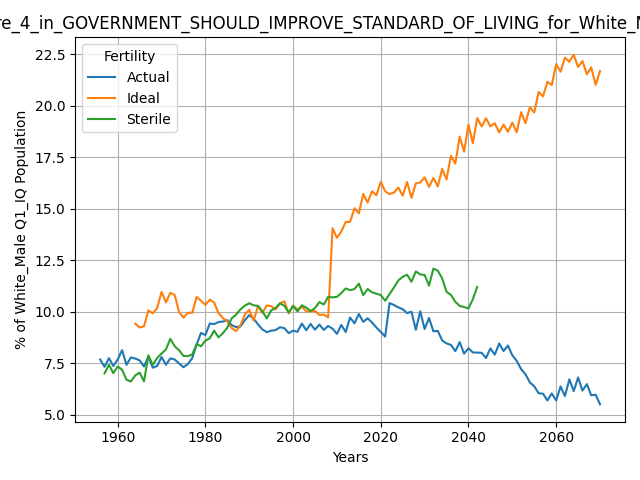 re_4_in_GOVERNMENT_SHOULD_IMPROVE_STANDARD_OF_LIVING_for_White_M
22.5
20.0
17.5
15.0
12.5
10.0
7.5
5.0
% of White_Male Q1_IQ Population
Fertility
Actual
Ideal
Sterile
1960 1980 2000 2020 2040 2060
Years